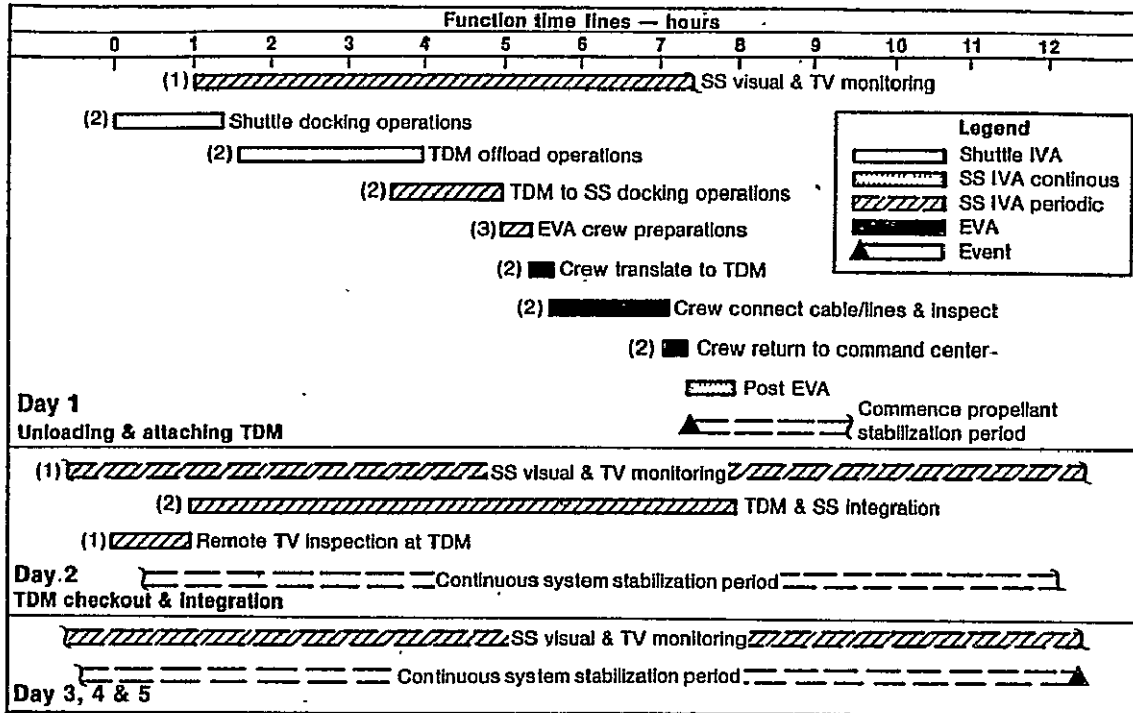 Function time lines — hours
0 1 2 3 4 5 6 7 8 9 10 11 12
(1) SS visual & TV monitoring
(2) Shuttle docking operations
(2) TDM offload operations
(2) TDM to SS docking operations
(3) EVA crew preparations
(2) Crew translate to TDM
(2) Crew connect cable/lines & inspect
(2) Crew return to command center-
Post EVA
Commence propellant
stabilization period
Legend
Shuttle IVA
SS IVA continous
SS IVA periodic
EVA
Event
Day 1
Unloading & attaching TDM
(1) SS visual & TV monitoring
(2) TDM & SS integration
(1) Remote TV inspection at TDM
Continuous system stabilization period
Day.2
TDM checkout & integration
SS visual & TV monitoring
Continuous system stabilization period
Day 3, 4 & 5